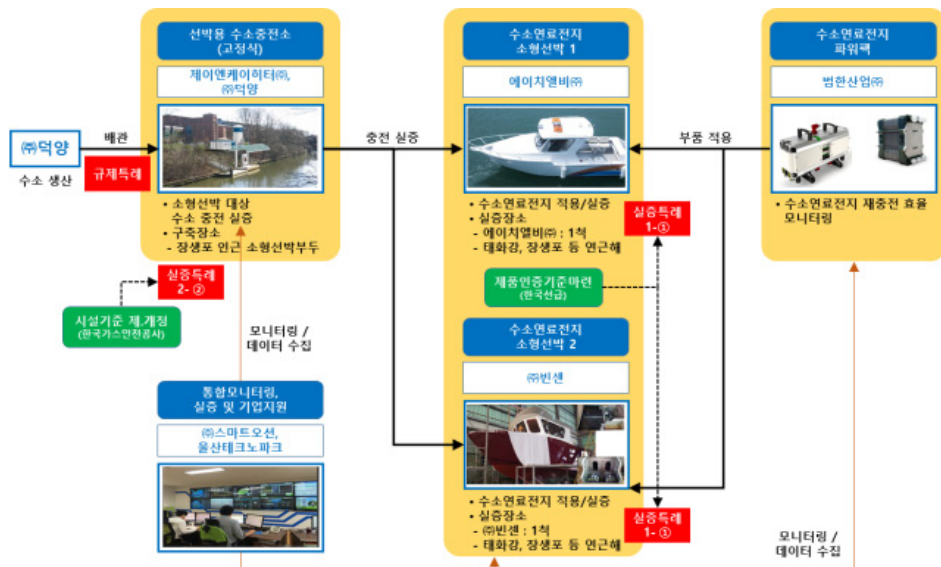 선박용 수소충전소
(고정식)
제이엔케이히터㈜,
㈜덕양
㈜덕양
수소 생산
배관
규제특례
• 소형선박 대상
수소 충전 실증
• 구축장소
- 장생포 인근 소형선박부두
실증특례
2- ②
시설기준 제.개정
(한국가스안전공사)
모니터링 /
데이터 수집
통합모니터링,
실증 및 기업지원
㈜스마트오션,
울산테크노파크
충전 실증
수소연료전지
소형선박 1
에이치엘비㈜
• 수소연료전지 적용/실증
• 실증장소
- 에이치엘비㈜ : 1척
- 태화강, 장생포 등 연근해
실증특례
1-①
제품인증기준마련
(한국선급)
수소연료전지
소형선박 2
㈜빈센
• 수소연료전지 적용/실증
• 실증장소
- ㈜빈센 : 1척
- 태화강, 장생포 등 연근해
실증특례
1- ①
부품 적용
수소연료전지
파워팩
범한산업㈜
• 수소연료전지 재충전 효율
모니터링
모니터링 /
데이터 수집